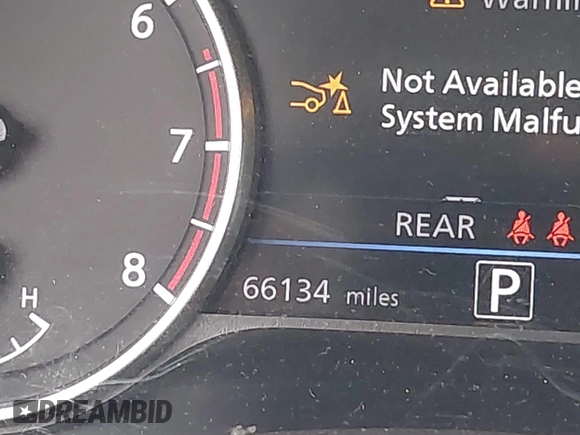 6
7
8
H
Not Available
System Malfu
REAR
66134 miles
P
DREAMBID